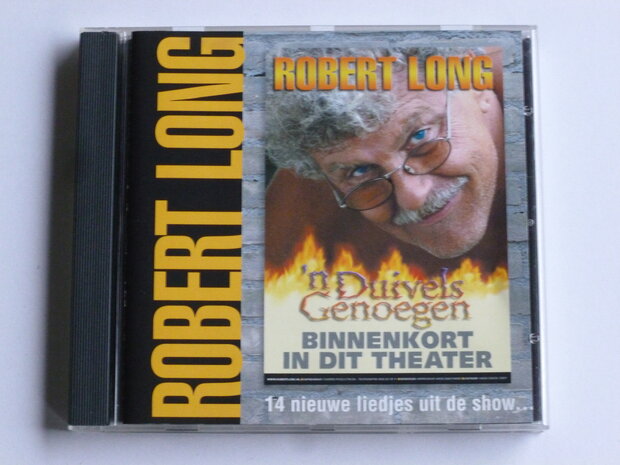 ROBERT LONG
ROBERT LONG
'n Duivels
Genoegen
BINNENKORT
IN DIT THEATER
14 nieuwe liedjes uit de show...